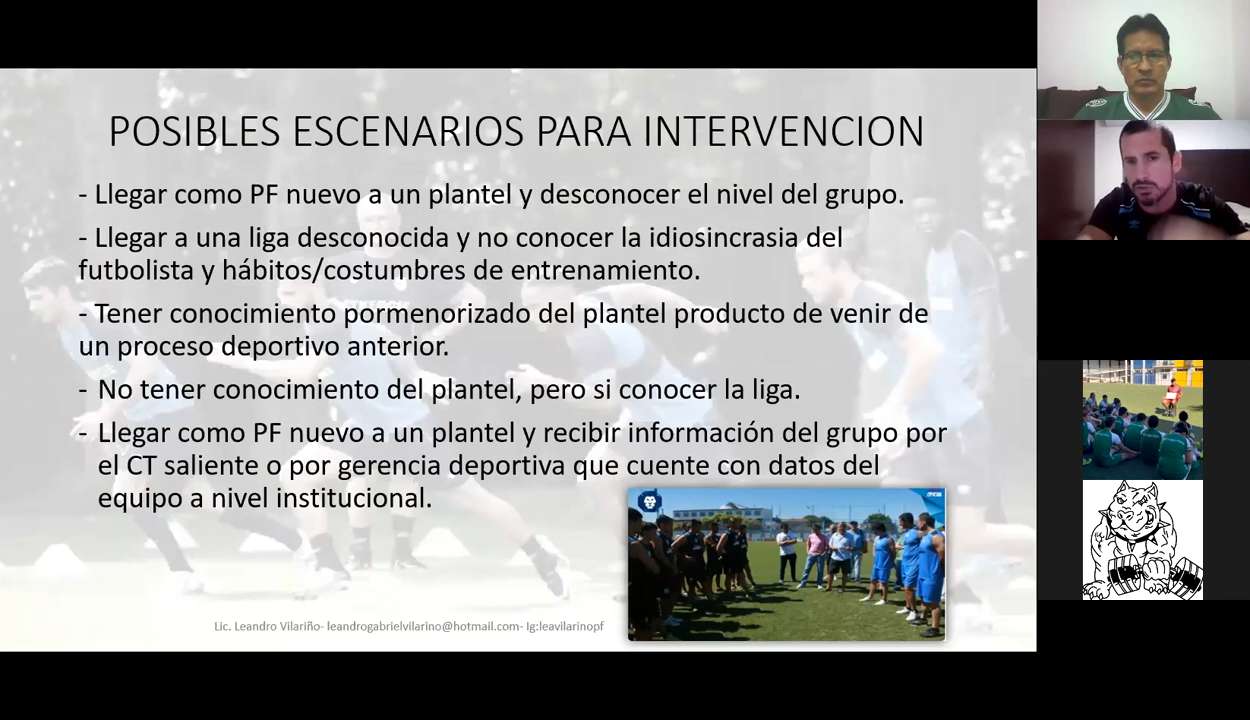 POSIBLES ESCENARIOS PARA INTERVENCION
- Llegar como PF nuevo a un plantel y desconocer el nivel del grupo.
- Llegar a una liga desconocida y no conocer la idiosincrasia del
futbolista y hábitos/costumbres de entrenamiento.
- Tener conocimiento pormenorizado del plantel producto de venir de
un proceso deportivo anterior.
- No tener conocimiento del plantel, pero si conocer la liga.
- Llegar como PF nuevo a un plantel y recibir información del grupo por
el CT saliente o por gerencia deportiva que cuente con datos del
equipo a nivel institucional.
Lic. Leandro Vilariño- leandrogabrielvilarino@hotmail.com- Ig:leavilarinopf